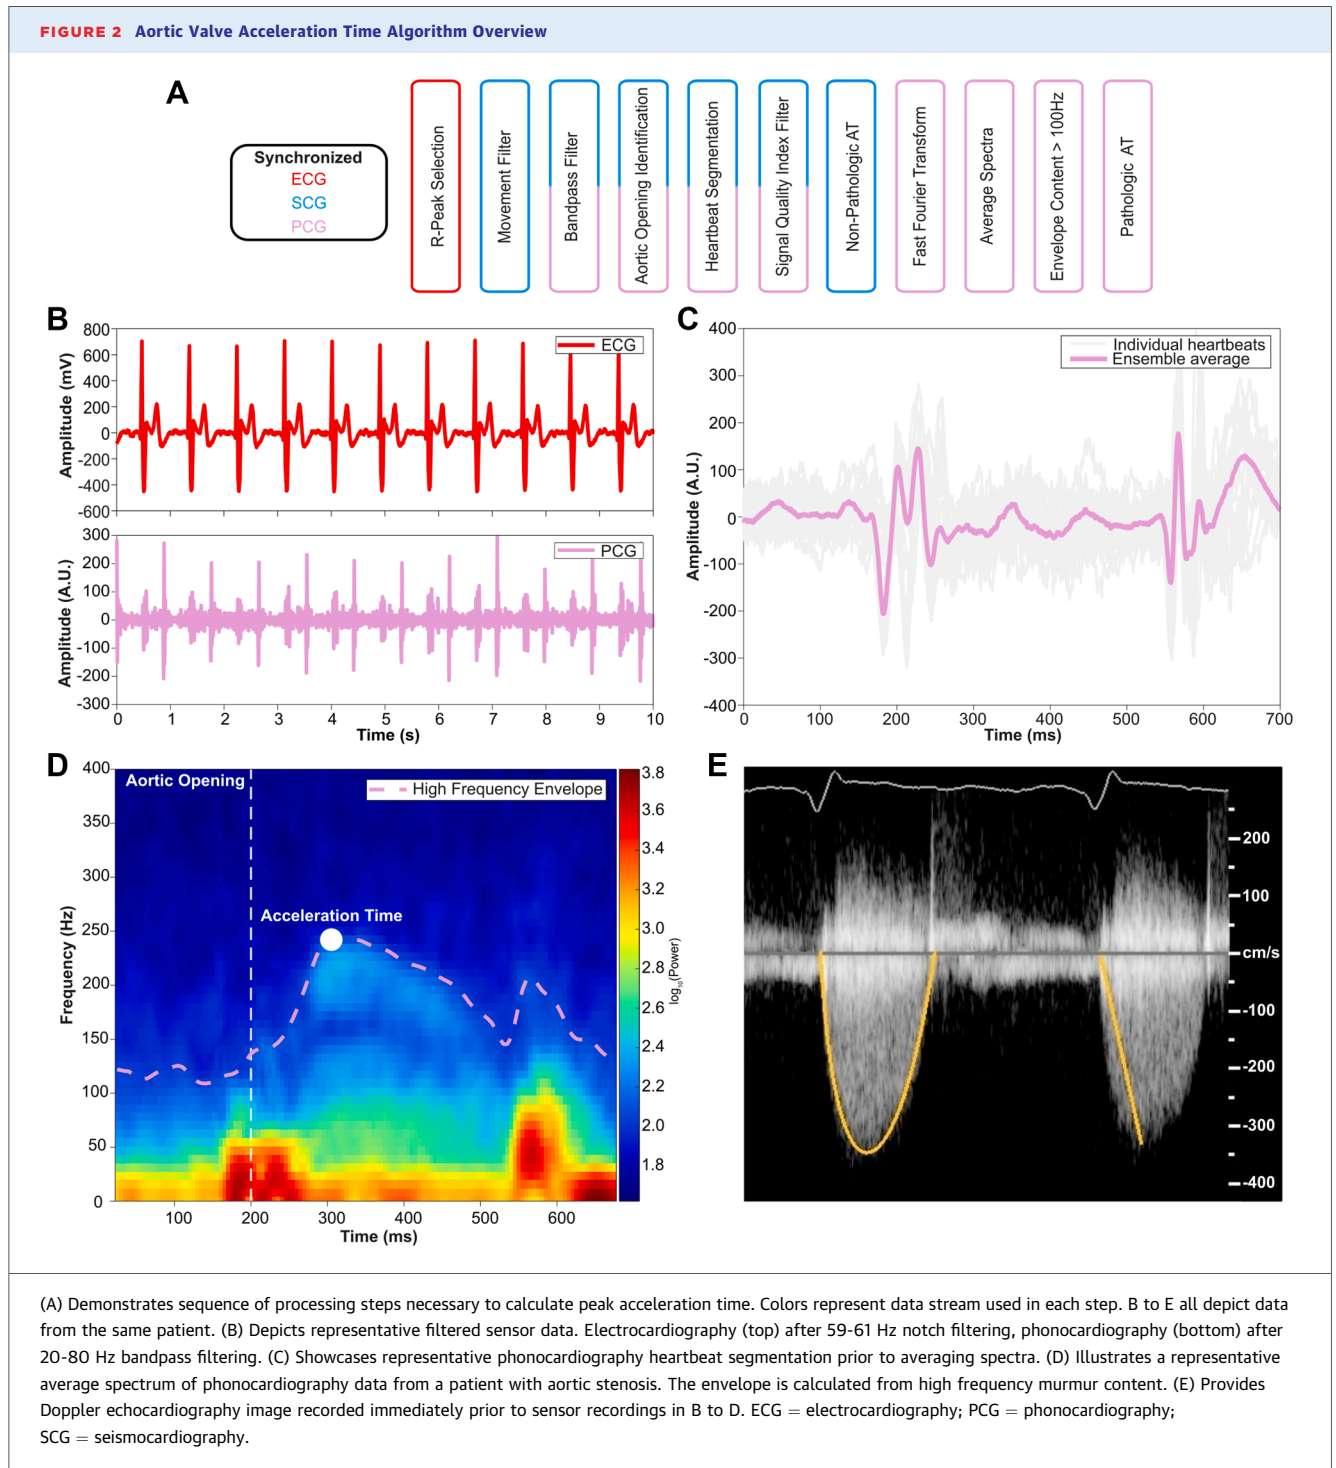 FIGURE 2 Aortic Valve Acceleration Time Algorithm Overview
A
Synchronized
ECG
SCG
PCG
R-Peak Selection
Movement Filter
Bandpass Filter
Aortic Opening Identification
Heartbeat Segmentation
Signal Quality Index Filter
Non-Pathologic AT
Fast Fourier Transform
Average Spectra
Envelope Content > 100Hz
Pathologic AT
B
800
600
400
200
0
-200
-400
-600
Amplitude (mV)
ECG
300
200
100
0
-100
-200
-300
Amplitude (A.U.)
PCG
0 1 2 3 4 5 6 7 8 9 10
Time (s)
C
400
300
200
100
0
-100
-200
-300
-400
Amplitude (A.U.)
Individual heartbeats
Ensemble average
0 100 200 300 400 500 600 700
Time (ms)
D
400
350
300
250
200
150
100
50
0
Frequency (Hz)
Aortic Opening
High Frequency Envelope
Acceleration Time
100 200 300 400 500 600
Time (ms)
3.8
3.6
3.4
3.2
3.0
2.8
2.6
2.4
2.2
2.0
1.8
log10(Power)
E
200
100
cm/s
-100
-200
-300
-400
(A) Demonstrates sequence of processing steps necessary to calculate peak acceleration time. Colors represent data stream used in each step. B to E all depict data
from the same patient. (B) Depicts representative filtered sensor data. Electrocardiography (top) after 59-61 Hz notch filtering, phonocardiography (bottom) after
20-80 Hz bandpass filtering. (C) Showcases representative phonocardiography heartbeat segmentation prior to averaging spectra. (D) Illustrates a representative
average spectrum of phonocardiography data from a patient with aortic stenosis. The envelope is calculated from high frequency murmur content. (E) Provides
Doppler echocardiography image recorded immediately prior to sensor recordings in B to D. ECG = electrocardiography; PCG = phonocardiography;
SCG = seismocardiography.